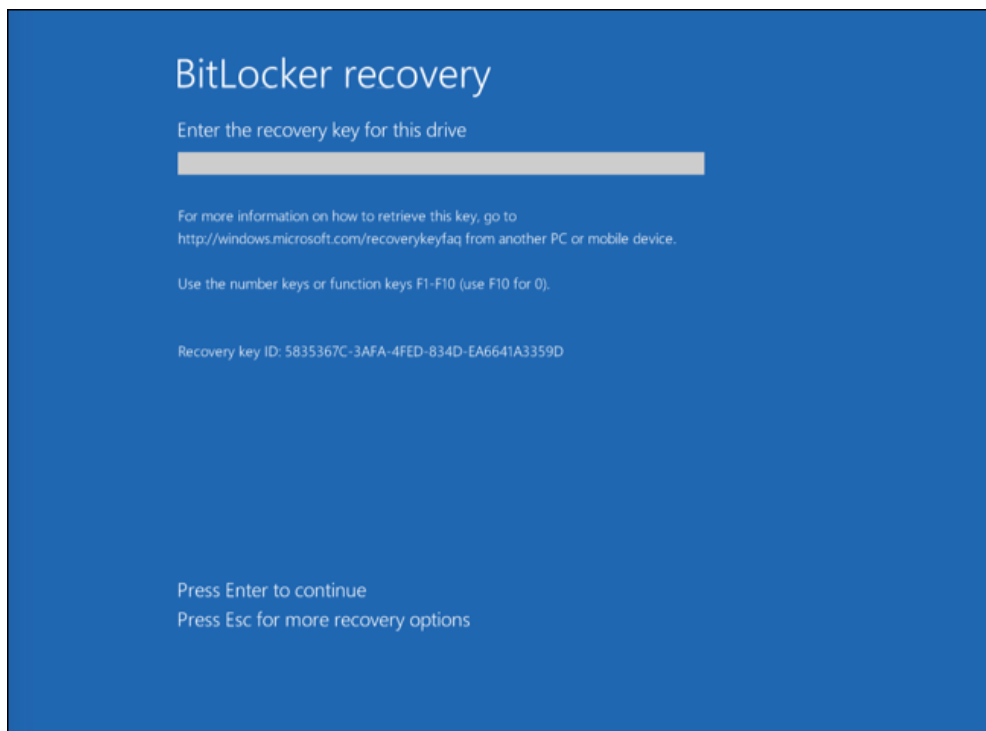 BitLocker recovery
Enter the recovery key for this drive
For more information on how to retrieve this key, go to
http://windows.microsoft.com/recoverykeyfaq from another PC or mobile device.
Use the number keys or function keys F1-F10 (use F10 for 0).
Recovery key ID: 5835367C-3AFA-4FED-834D-EA6641A3359D
Press Enter to continue
Press Esc for more recovery options